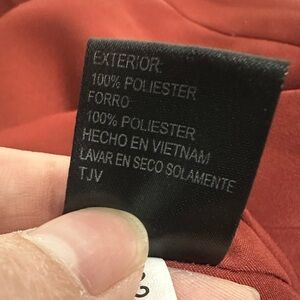 EXTERIOR:
100% POLIESTER
FORRO
100% POLIESTER
HECHO EN VIETNAM
LAVAR EN SECO SOLAMENTE
TJV